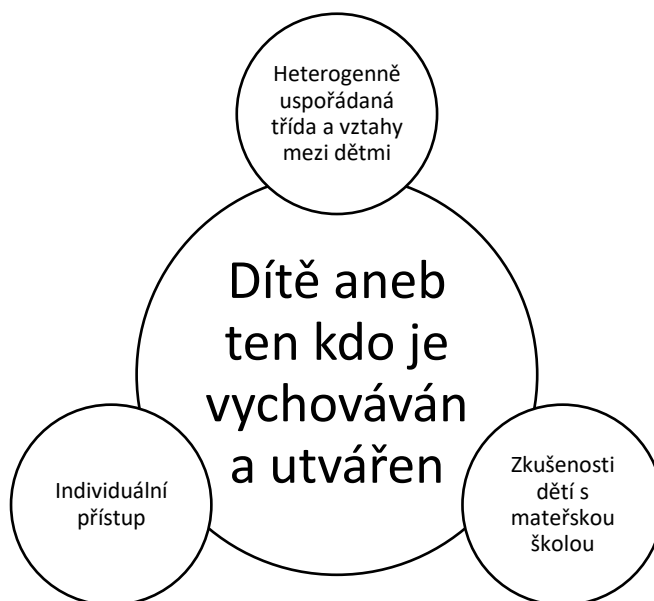 Heterogenně
uspořádaná
třída a vztahy
mezi dětmi
Dítě aneb
ten kdo je
vychováván
a utvářen
Individuální
přístup
Zkušenosti
dětí s
mateřskou
školou